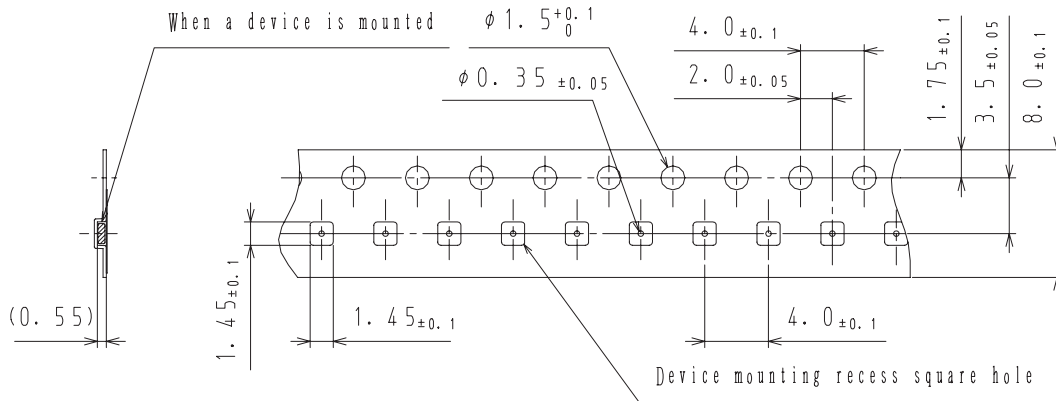 When a device is mounted
φ1.5+0.1 0
φ0.35±0.05
4.0±0.1
2.0±0.05
1.75±0.1
3.5±0.05
8.0±0.1
(0.55)
1.45±0.1
1.45±0.1
4.0±0.1
Device mounting recess square hole